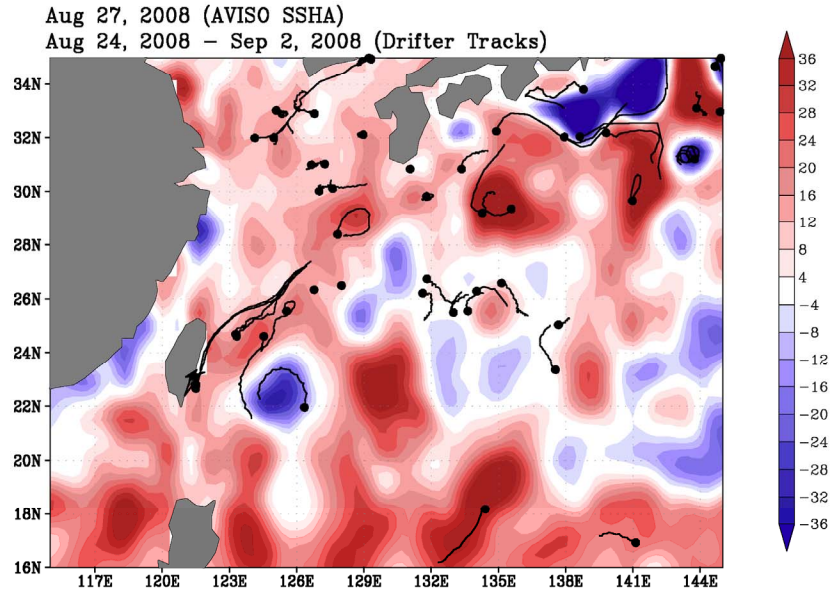 Aug 27, 2008 (AVISO SSHA)
Aug 24, 2008 – Sep 2, 2008 (Drifter Tracks)
34N
32N
30N
28N
26N
24N
22N
20N
18N
16N
117E 120E 123E 126E 129E 132E 135E 138E 141E 144E
36
32
28
24
20
16
12
8
4
-4
-8
-12
-16
-20
-24
-28
-32
-36